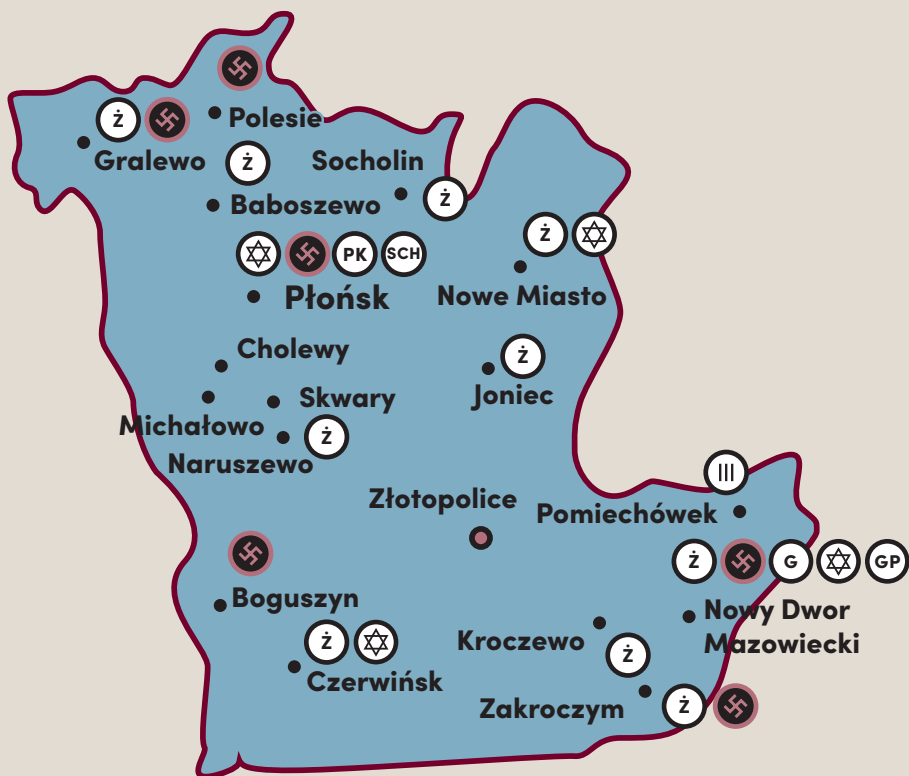 Polesie
Ż
Gralewo
Ż
Socholin
Baboszewo
Ż
PK
SCH
Ż
Płońsk
Nowe Miasto
Cholewy
Ż
Skwary
Joniec
Michałowo
Ż
Naruszewo
III
Złotopolice
Pomiechówek
Ż
G
GP
Boguszyn
Nowy Dwor
Mazowiecki
Ż
Kroczewo
Ż
Czerwińsk
Zakroczym
Ż